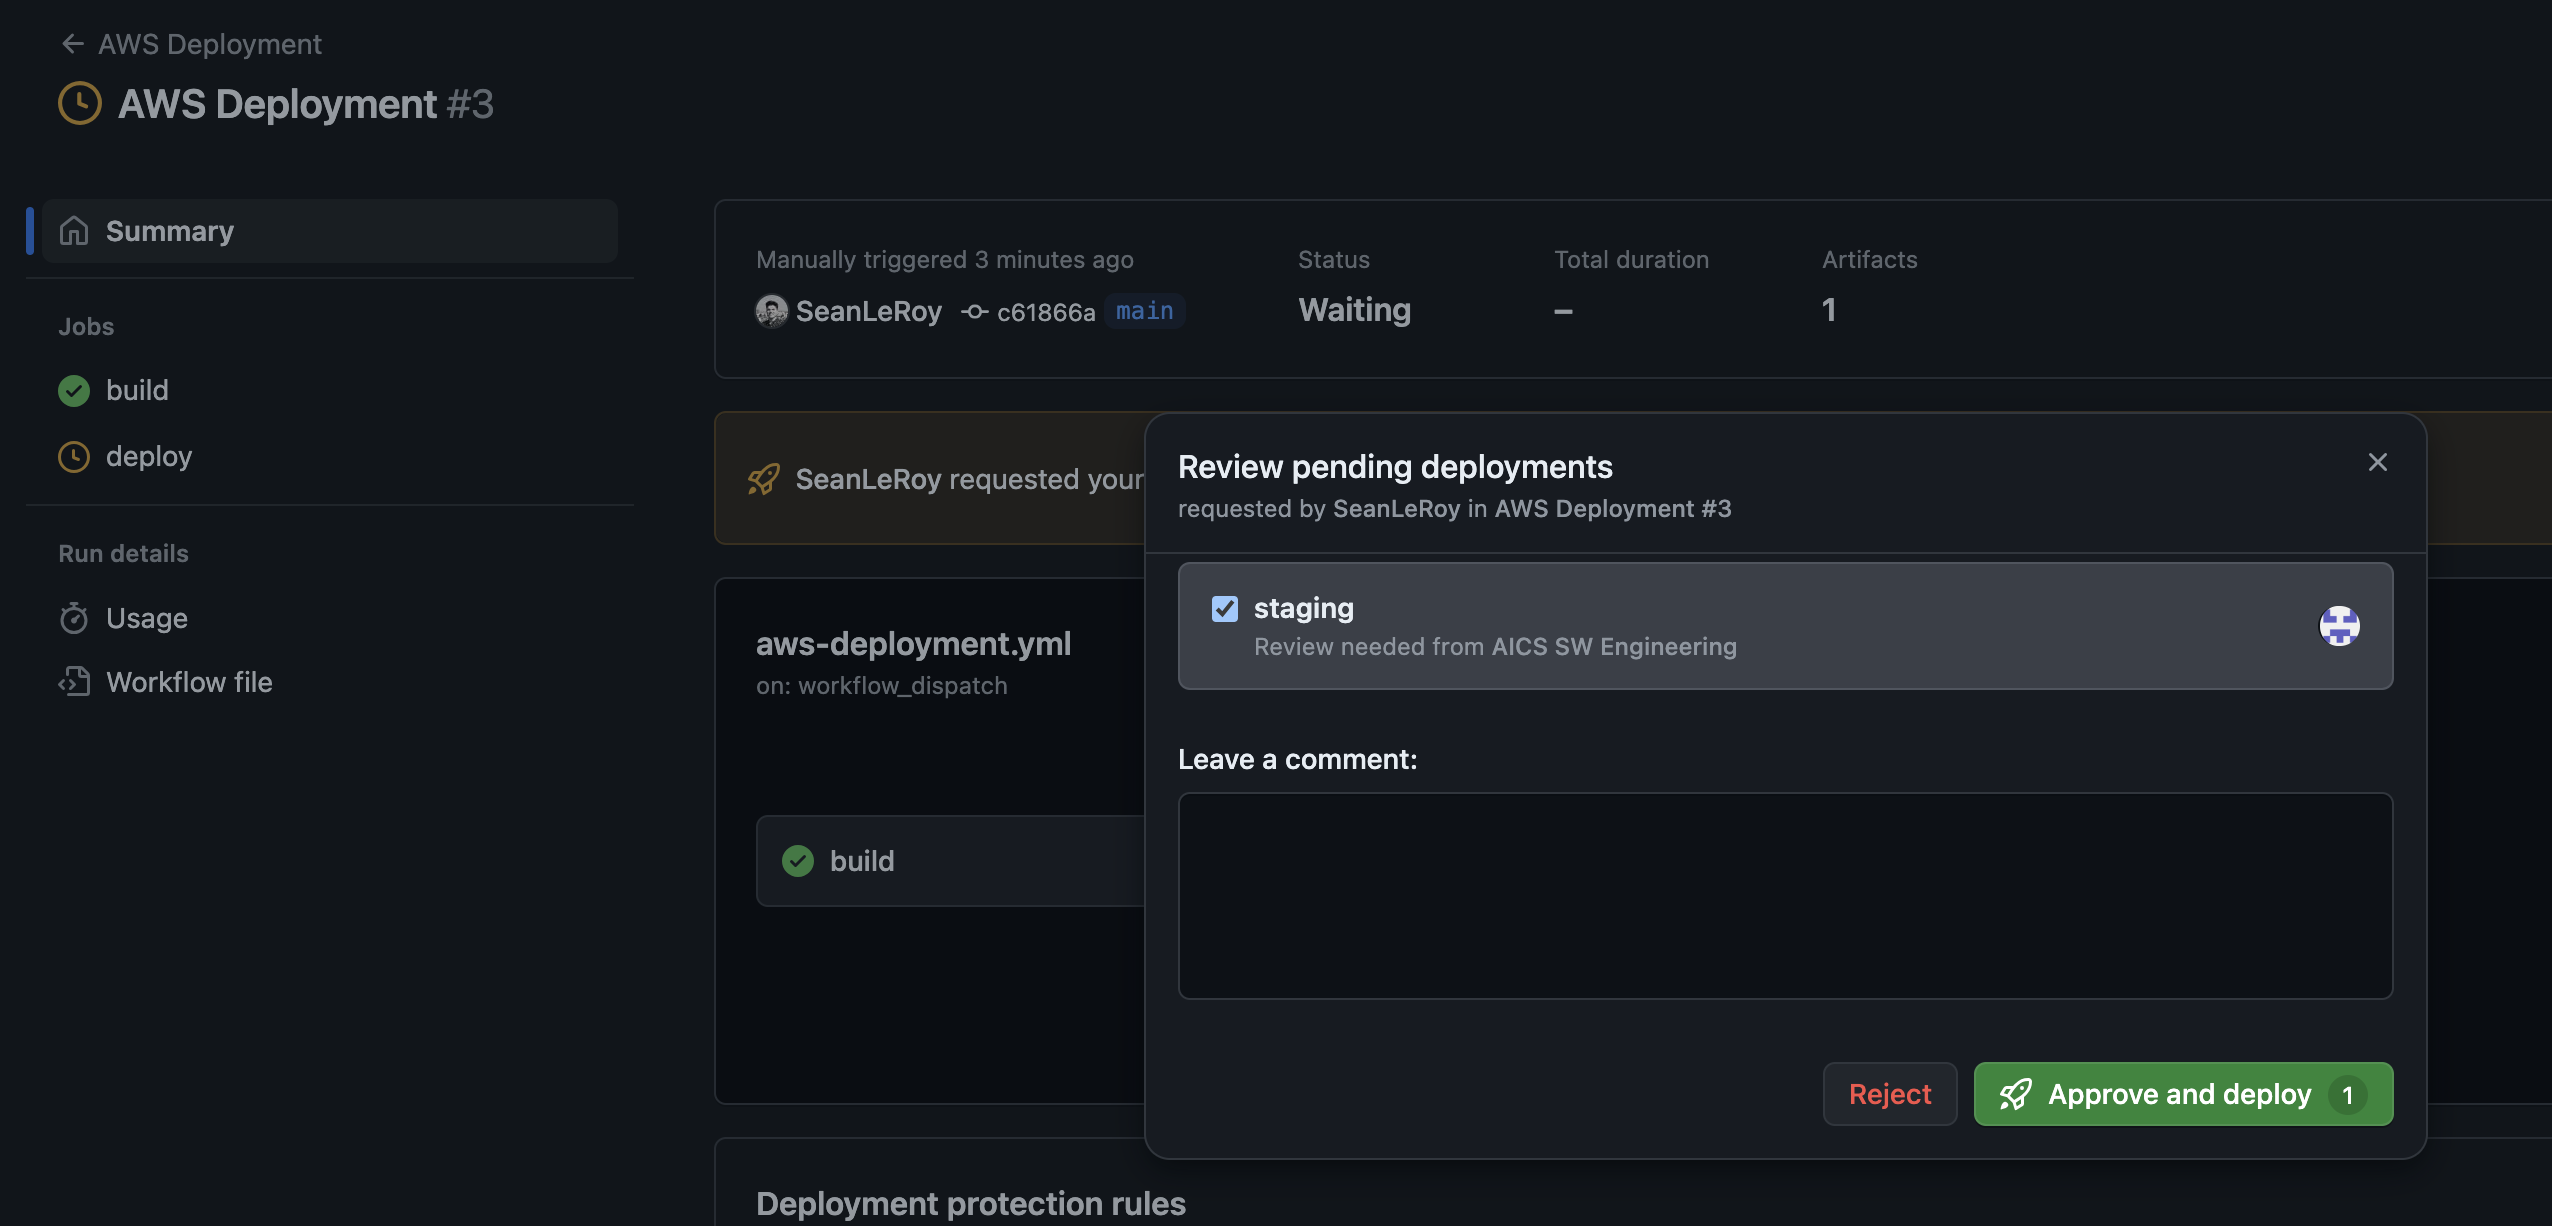 AWS Deployment
AWS Deployment #3
Summary
Jobs
build
deploy
Run details
Usage
Workflow file
Manually triggered 3 minutes ago
SeanLeRoy c61866a main
Status
Waiting
Total duration
–
Artifacts
1
SeanLeRoy requested your
aws-deployment.yml
on: workflow_dispatch
build
Deployment protection rules
Review pending deployments
requested by SeanLeRoy in AWS Deployment #3
staging
Review needed from AICS SW Engineering
Leave a comment:
Reject
Approve and deploy 1